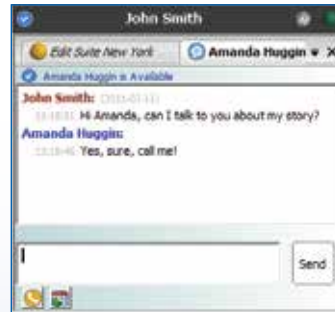 John Smith
Edit Suite New York
Amanda Huggin
Amanda Huggin is Available
John Smith:
Hi Amanda, can I talk to you about my story?
Amanda Huggin:
Yes, sure, call me!
Send